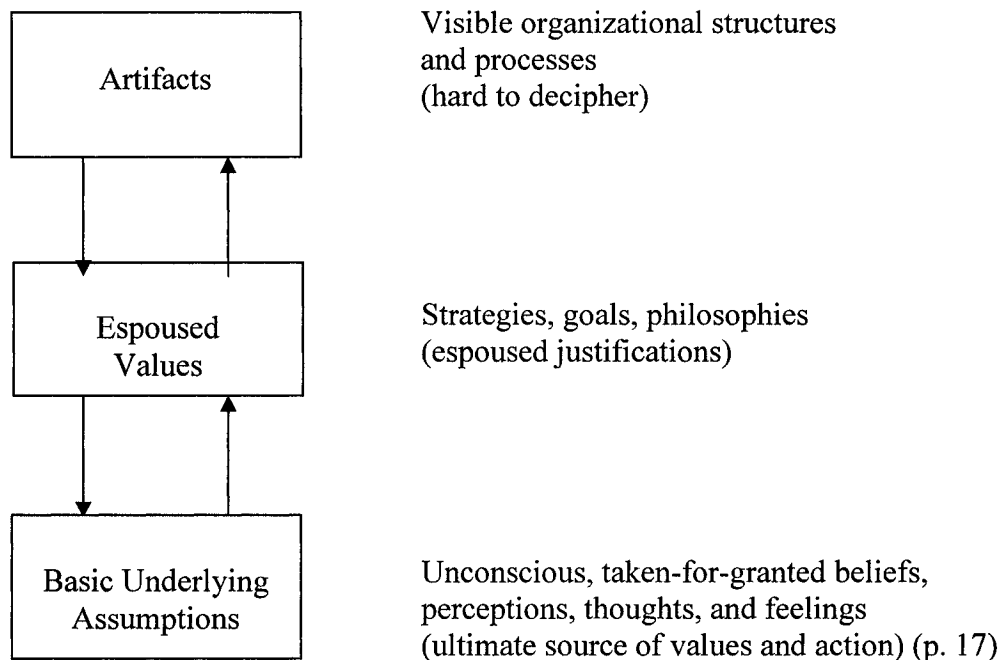 Artifacts
Visible organizational structures
and processes
(hard to decipher)
Espoused
Values
Strategies, goals, philosophies
(espoused justifications)
Basic Underlying
Assumptions
Unconscious, taken-for-granted beliefs,
perceptions, thoughts, and feelings
(ultimate source of values and action) (p. 17)